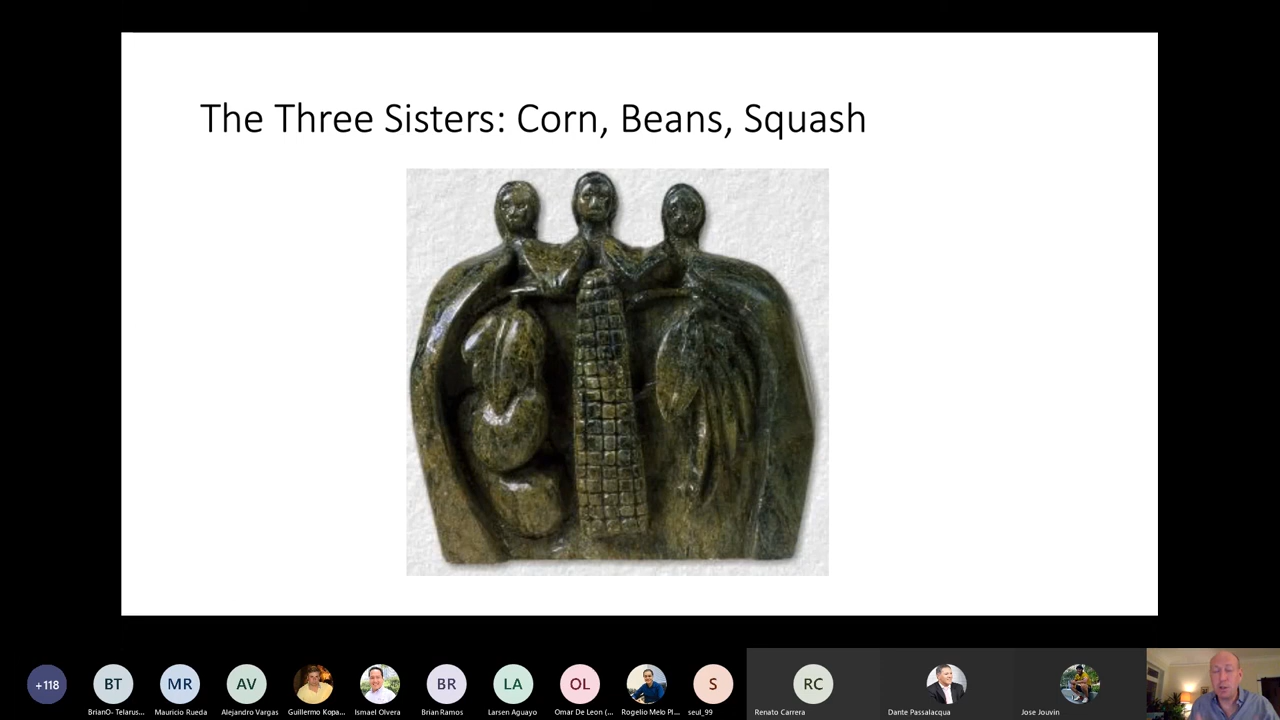 The Three Sisters: Corn, Beans, Squash
+118
BT
MR
AV
BR
LA
OL
S
RC
BrianO- Telarus...
Mauricio Rueda
Alejandro Vargas
Guillermo Kopa...
Ismael Olvera
Brian Ramos
Larsen Aguayo
Omar De Leon (...
Rogelio Melo Pl...
seul_99
Renato Carrera
Dante Passalacqua
Jose Jouvin